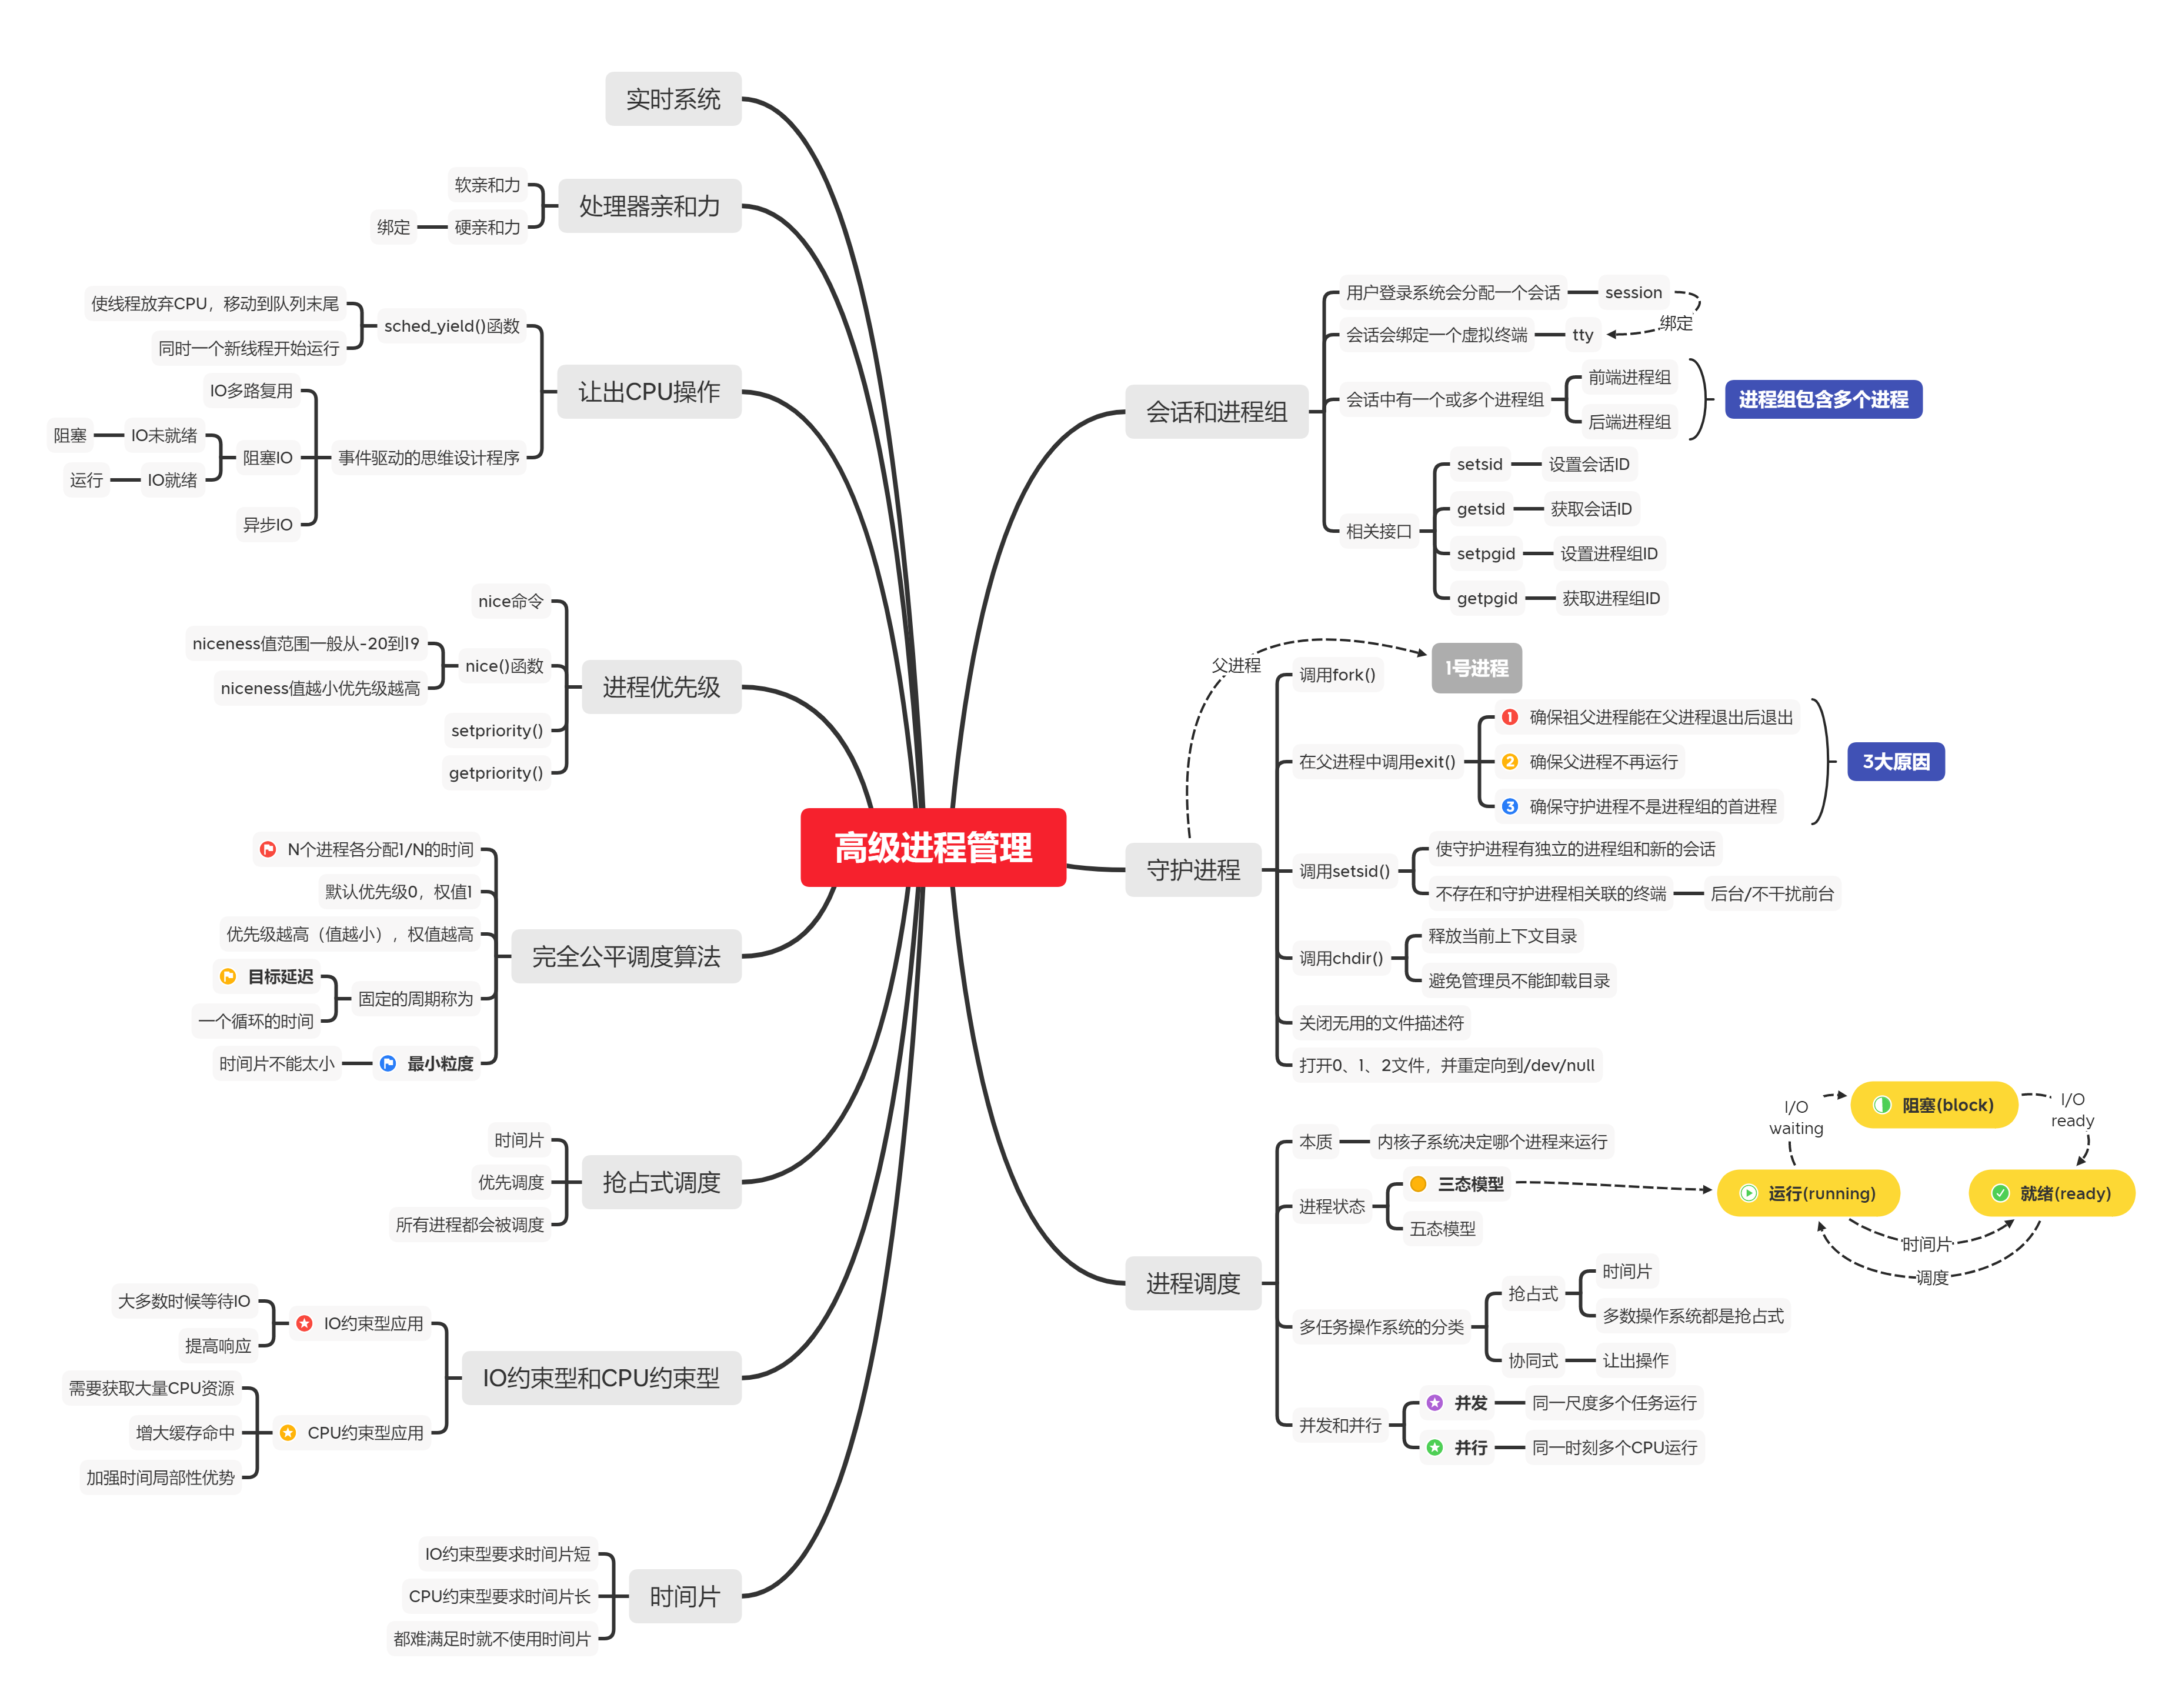 高级进程管理
会话和进程组
用户登录系统会分配一个会话
session
绑定
会话会绑定一个虚拟终端
tty
会话中有一个或多个进程组
前端进程组
后端进程组
进程组包含多个进程
相关接口
setsid
设置会话ID
getsid
获取会话ID
setpgid
设置进程组ID
getpgid
获取进程组ID
守护进程
父进程
1号进程
调用fork()
在父进程中调用exit()
1 确保祖父进程能在父进程退出后退出
2 确保父进程不再运行
3 确保守护进程不是进程组的首进程
3大原因
调用setsid()
使守护进程有独立的进程组和新的会话
不存在和守护进程相关联的终端
后台/不干扰前台
调用chdir()
释放当前上下文目录
避免管理员不能卸载目录
关闭无用的文件描述符
打开0、1、2文件，并重定向到/dev/null
进程调度
本质
内核子系统决定哪个进程来运行
进程状态
三态模型
五态模型
阻塞(block)
I/O
waiting
I/O
ready
运行(running)
就绪(ready)
时间片
调度
多任务操作系统的分类
抢占式
时间片
多数操作系统都是抢占式
协同式
让出操作
并发和并行
并发
同一尺度多个任务运行
并行
同一时刻多个CPU运行
实时系统
处理器亲和力
软亲和力
硬亲和力
绑定
让出CPU操作
sched_yield()函数
使线程放弃CPU，移动到队列末尾
同时一个新线程开始运行
事件驱动的思维设计程序
IO多路复用
阻塞IO
IO未就绪
阻塞
IO就绪
运行
异步IO
进程优先级
nice命令
nice()函数
niceness值范围一般从-20到19
niceness值越小优先级越高
setpriority()
getpriority()
完全公平调度算法
N个进程各分配1/N的时间
默认优先级0，权值1
优先级越高（值越小），权值越高
固定的周期称为
目标延迟
一个循环的时间
最小粒度
时间片不能太小
抢占式调度
时间片
优先调度
所有进程都会被调度
IO约束型和CPU约束型
IO约束型应用
大多数时候等待IO
提高响应
CPU约束型应用
需要获取大量CPU资源
增大缓存命中
加强时间局部性优势
时间片
IO约束型要求时间片短
CPU约束型要求时间片长
都难满足时就不使用时间片